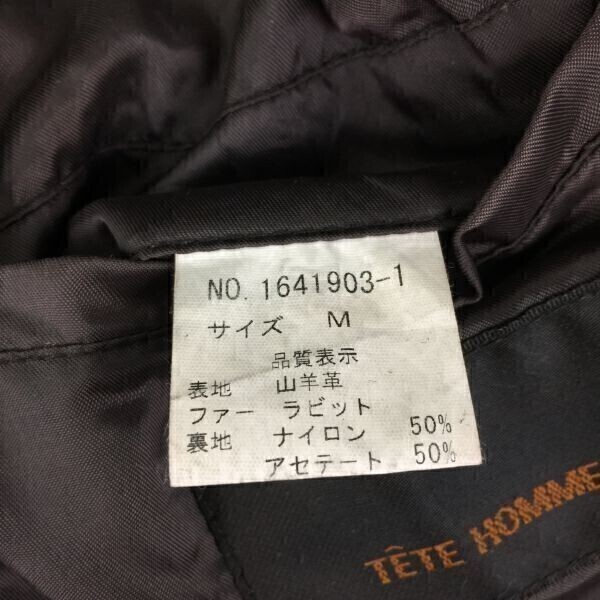 NO. 1641903-1
サイズ M
品質表示
表地 山羊革
ファー ラビット
裏地 ナイロン 50%
アセテート 50%
TÊTE HOMME